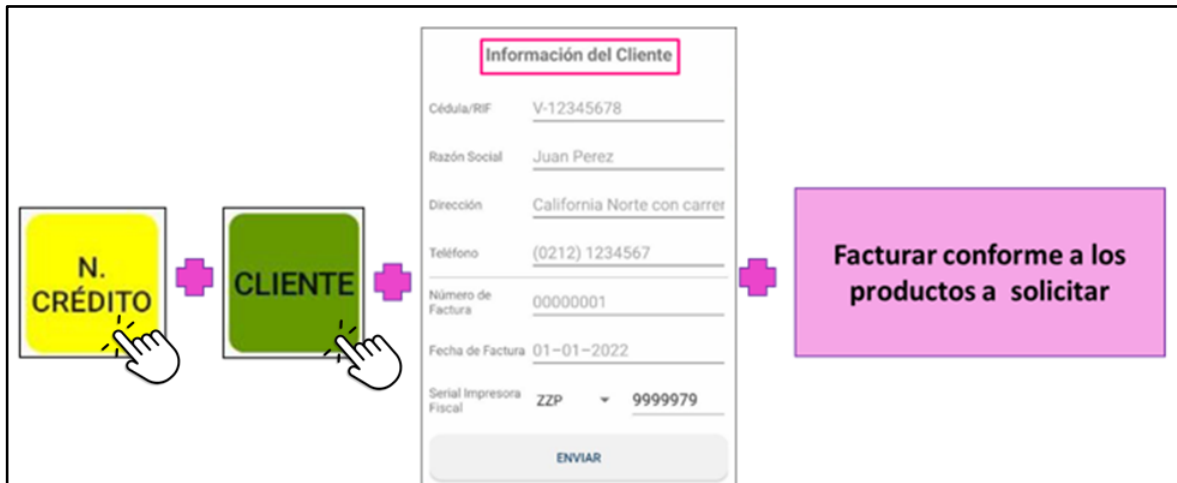 N.
CRÉDITO
CLIENTE
Información del Cliente
Cédula/RIF V-12345678
Razón Social Juan Perez
Dirección California Norte con carrer
Teléfono (0212) 1234567
Número de
Factura 00000001
Fecha de Factura 01-01-2022
Serial Impresora
Fiscal ZZP 9999979
ENVIAR
Facturar conforme a los
productos a solicitar